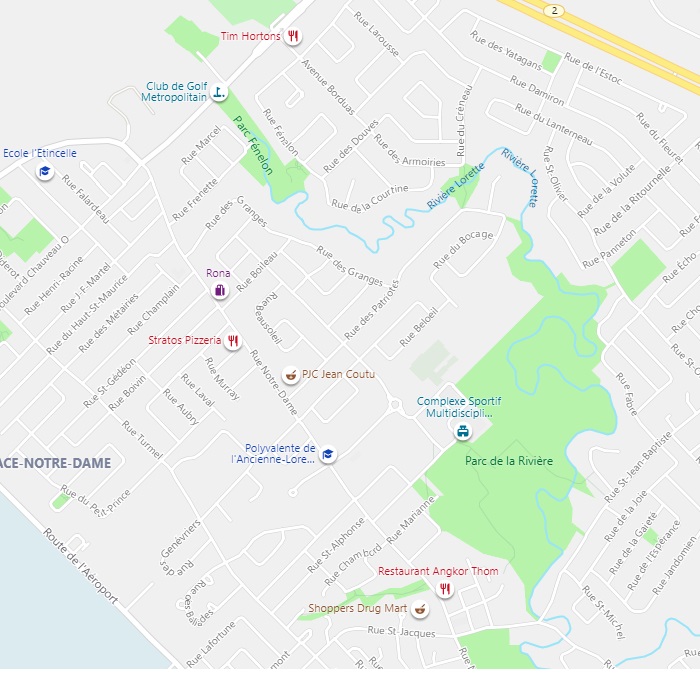 2
Tim Hortons
Rue Larousse
Rue des Yatagans
Rue de l'Estoc
Avenue Borduas
Rue Damiron
Club de Golf
Metropolitain
Rue du Créneau
Rue du Lanterneau
Rue Fénelon
Parc Fénelon
Rue Marcel
Rue des Douves
Rue des Armoiries
Rue du Fleuret
École l'Étincelle
Rivière Lorette
Rivière Lorette
Rue St-Olivier
Rue de la Volute
Rue Falardeau
Rue Frenette
Rue de la Courtine
Rue de la Ritournelle
Rue des Granges
Rue du Bocage
Rue Panneton
Boulevard Chauveau O
Rue Henri-Raone
Rue J-F-Martel
Rue du Haut-St-Maurice
Rue des Métairies
Rue Champlain
Rona
Rue Boileau
Rue des Granges
Rue Écho
Rue Beausoleil
Rue des Patriotes
Rue Beloeil
Stratos Pizzeria
Rue St-Gédéon
Rue Boivin
Rue Murray
Rue Laval
Rue Aubry
Rue Notre-Dame
PJC Jean Coutu
Rue Fabre
Complexe Sportif
Multidiscipli...
Rue Turmel
Polyvalente de
l'Ancienne-Lore...
Parc de la Rivière
ACE-NOTRE-DAME
Rue St-Jean-Baptiste
Rue du Petit-Prince
Rue de la Joie
Rue de la Gaieté
Rue de l'Espérance
Rue Jandomien
Route de l'Aéroport
Rue des Genévriers
Rue St-Alphonse
Rue Chambord
Rue Marianne
Restaurant Angkor Thom
Shoppers Drug Mart
Rue St-Jacques
Rue St-Michel
Rue Lafortune